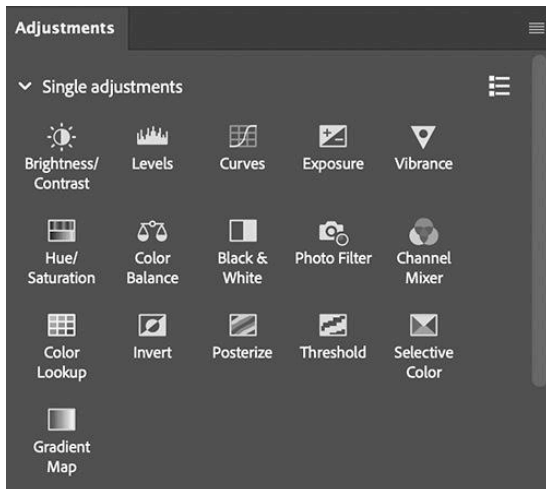 Adjustments
Single adjustments
Brightness/
Contrast
Levels
Curves
Exposure
Vibrance
Hue/
Saturation
Color
Balance
Black &
White
Photo Filter
Channel
Mixer
Color
Lookup
Invert
Posterize
Threshold
Selective
Color
Gradient
Map